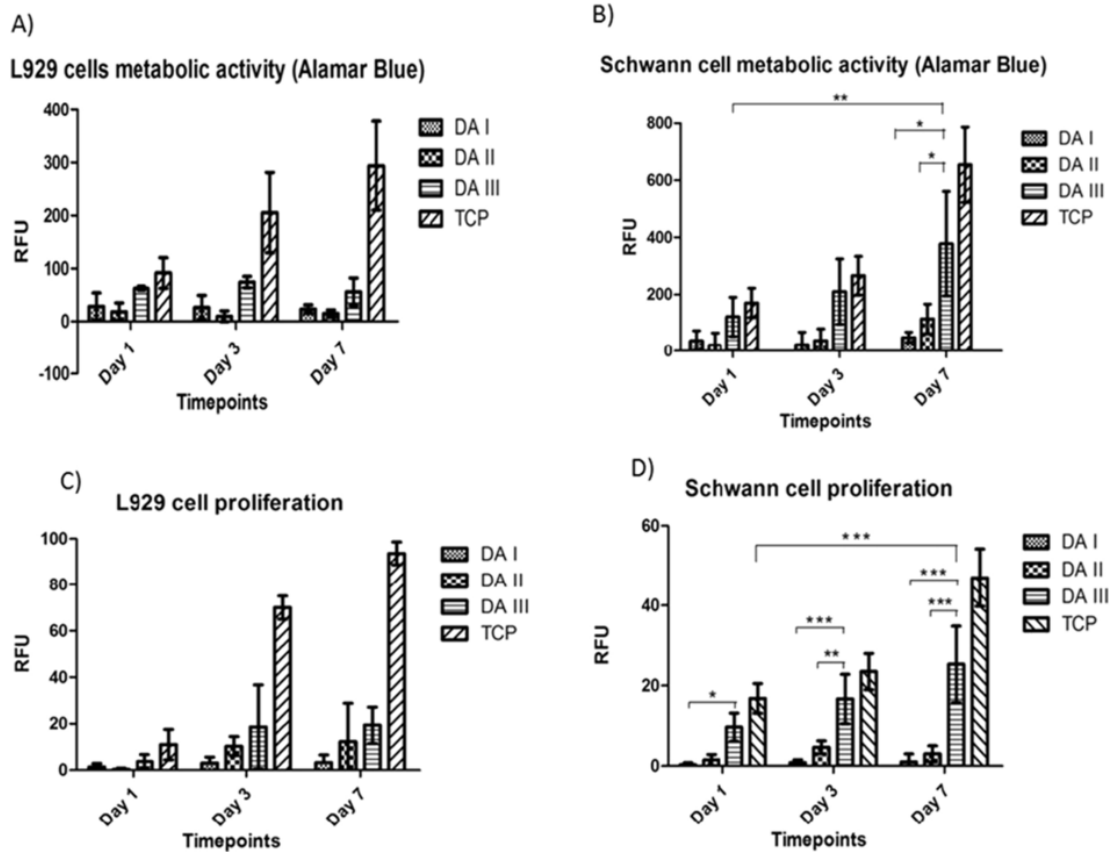 A)
L929 cells metabolic activity (Alamar Blue)
400
300
200
100
0
-100
RFU
Day 1
Day 3
Day 7
Timepoints
DA I
DA II
DA III
TCP
B)
Schwann cell metabolic activity (Alamar Blue)
**
*
*
800
600
400
200
0
RFU
Day 1
Day 3
Day 7
Timepoints
DA I
DA II
DA III
TCP
C)
L929 cell proliferation
100
80
60
40
20
0
RFU
Day 1
Day 3
Day 7
Timepoints
DA I
DA II
DA III
TCP
D)
Schwann cell proliferation
***
***
***
***
**
*
60
40
20
0
RFU
Day 1
Day 3
Day 7
Timepoints
DA I
DA II
DA III
TCP